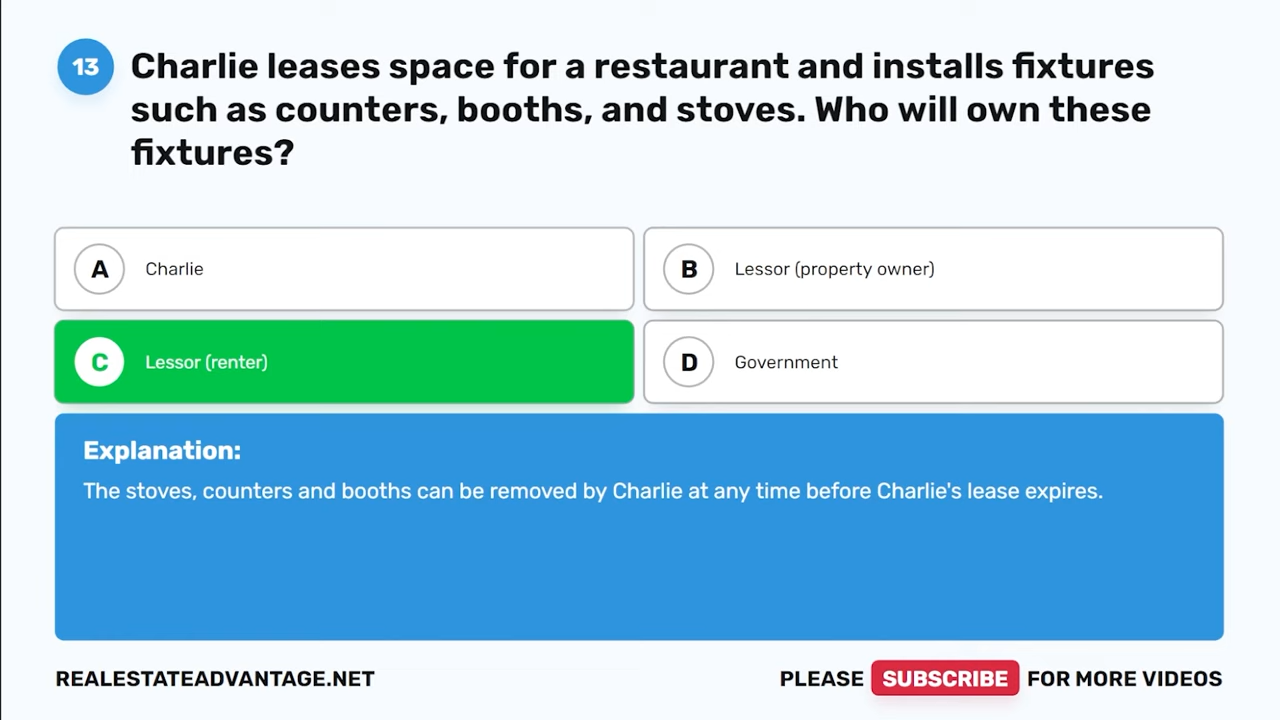 13
Charlie leases space for a restaurant and installs fixtures
such as counters, booths, and stoves. Who will own these
fixtures?
A Charlie
B Lessor (property owner)
C Lessor (renter)
D Government
Explanation:
The stoves, counters and booths can be removed by Charlie at any time before Charlie's lease expires.
REALESTATEADVANTAGE.NET
PLEASE SUBSCRIBE FOR MORE VIDEOS